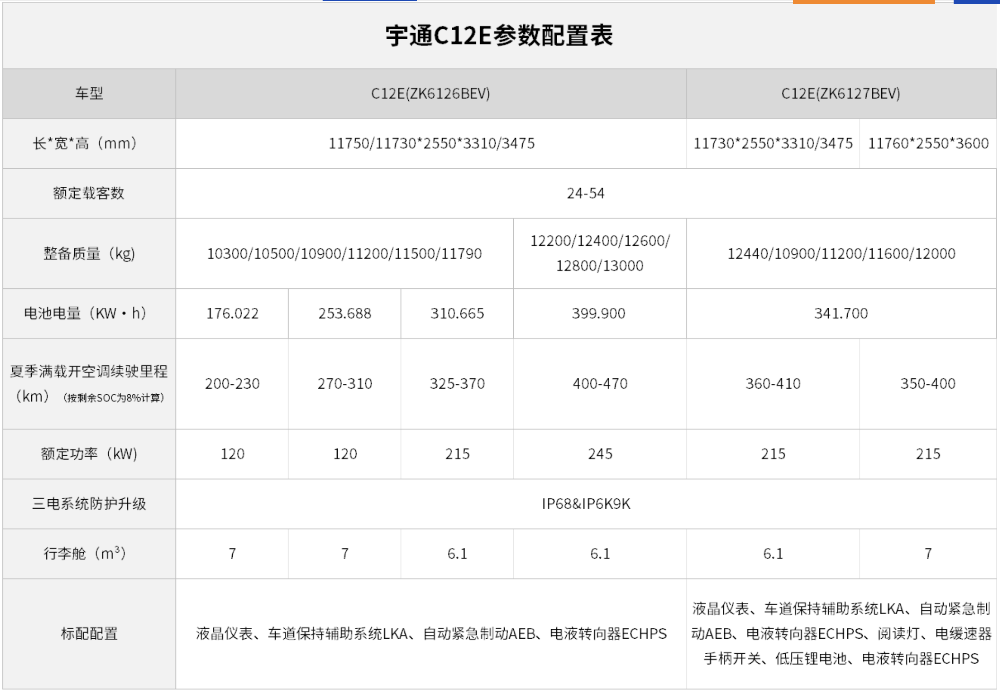 宇通C12E参数配置表
车型
C12E(ZK6126BEV)
C12E(ZK6127BEV)
长*宽*高（mm）
11750/11730*2550*3310/3475
11730*2550*3310/3475
11760*2550*3600
额定载客数
24-54
整备质量（kg)
10300/10500/10900/11200/11500/11790
12200/12400/12600/
12800/13000
12440/10900/11200/11600/12000
电池电量（KW·h）
176.022
253.688
310.665
399.900
341.700
夏季满载开空调续驶里程
（km）（按剩余SOC为8%计算）
200-230
270-310
325-370
400-470
360-410
350-400
额定功率（kW)
120
120
215
245
215
215
三电系统防护升级
IP68&IP6K9K
行李舱（m³）
7
7
6.1
6.1
6.1
7
标配配置
液晶仪表、车道保持辅助系统LKA、自动紧急制动AEB、电液转向器ECHPS
液晶仪表、车道保持辅助系统LKA、自动紧急制
动AEB、电液转向器ECHPS、阅读灯、电缓速器
手柄开关、低压锂电池、电液转向器ECHPS